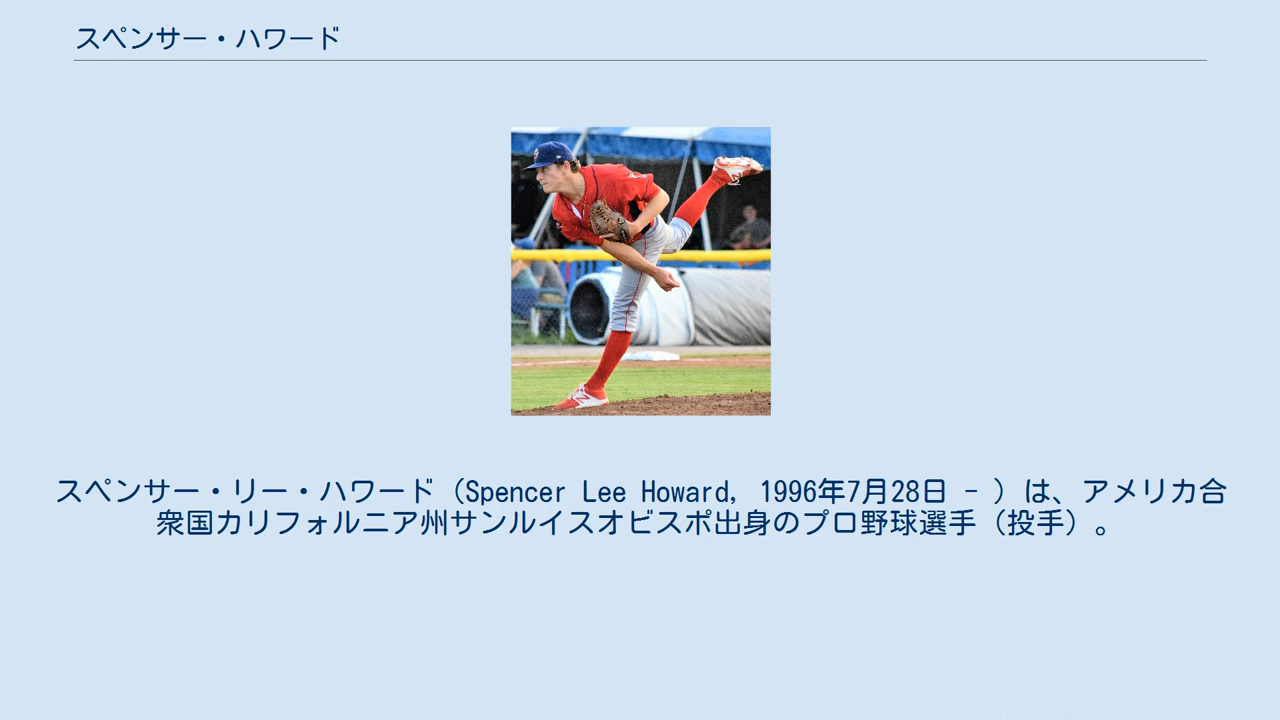 スペンサー・ハワード
スペンサー・リー・ハワード（Spencer Lee Howard, 1996年7月28日 - ）は、アメリカ合
衆国カリフォルニア州サンルイスオビスポ出身のプロ野球選手（投手）。